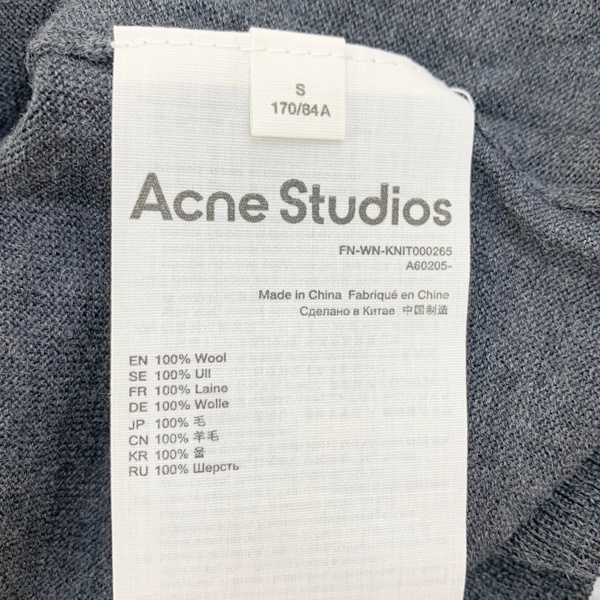 S
170/84A
Acne Studios
FN-WN-KNIT000265
A60205-
Made in China Fabriqué en Chine
Сделано в Китае 中国制造
EN 100% Wool
SE 100% Ull
FR 100% Laine
DE 100% Wolle
JP 100% 毛
CN 100% 羊毛
KR 100% 울
RU 100% Шерсть